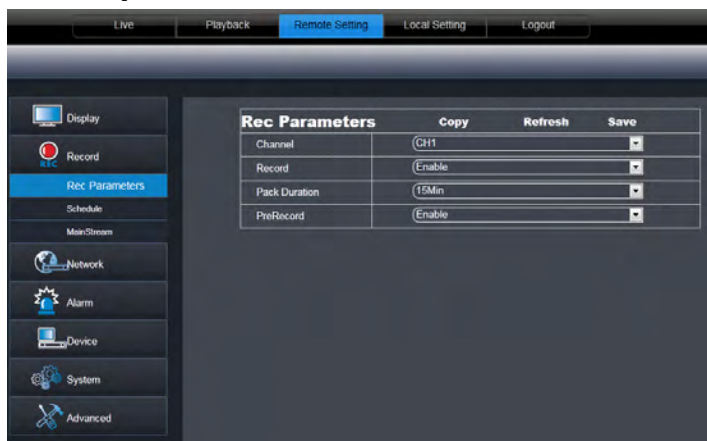 Live Playback Remote Setting Local Setting Logout
Display
Record
REC
Rec Parameters
Schedule
MainStream
Network
Alarm
Device
System
Advanced
Rec Parameters Copy Refresh Save
Channel CH1
Record Enable
Pack Duration 15Min
PreRecord Enable